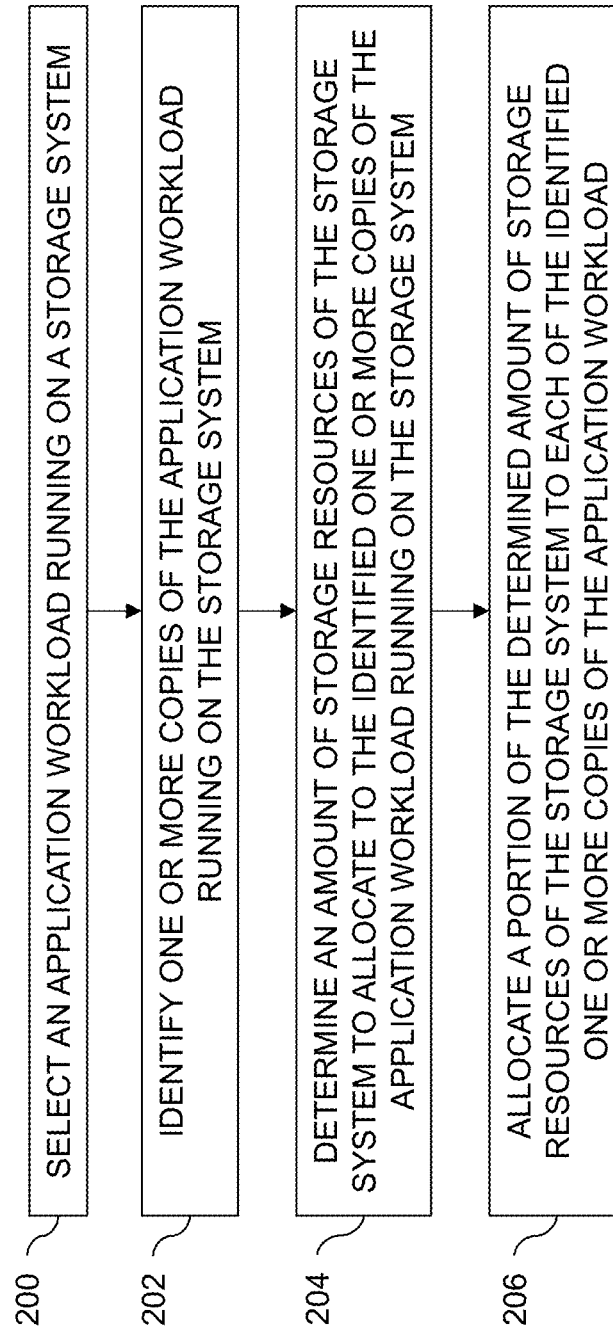 200
SELECT AN APPLICATION WORKLOAD RUNNING ON A STORAGE SYSTEM
202
IDENTIFY ONE OR MORE COPIES OF THE APPLICATION WORKLOAD
RUNNING ON THE STORAGE SYSTEM
204
DETERMINE AN AMOUNT OF STORAGE RESOURCES OF THE STORAGE
SYSTEM TO ALLOCATE TO THE IDENTIFIED ONE OR MORE COPIES OF THE
APPLICATION WORKLOAD RUNNING ON THE STORAGE SYSTEM
206
ALLOCATE A PORTION OF THE DETERMINED AMOUNT OF STORAGE
RESOURCES OF THE STORAGE SYSTEM TO EACH OF THE IDENTIFIED
ONE OR MORE COPIES OF THE APPLICATION WORKLOAD